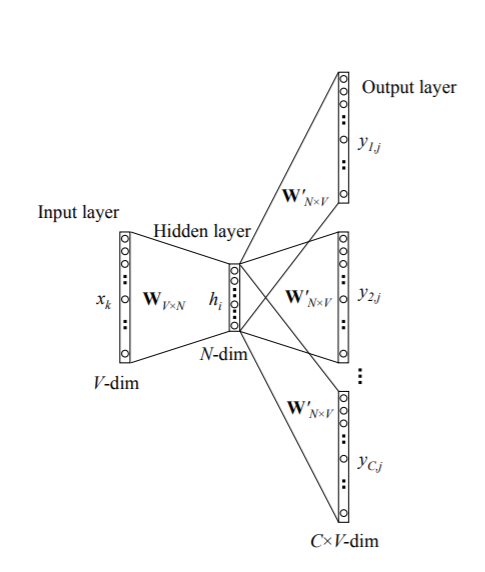 Output layer
y1,j
W'N×V
Input layer
Hidden layer
xk
WV×N
hi
W'N×V
y2,j
N-dim
V-dim
W'N×V
yC,j
C×V-dim